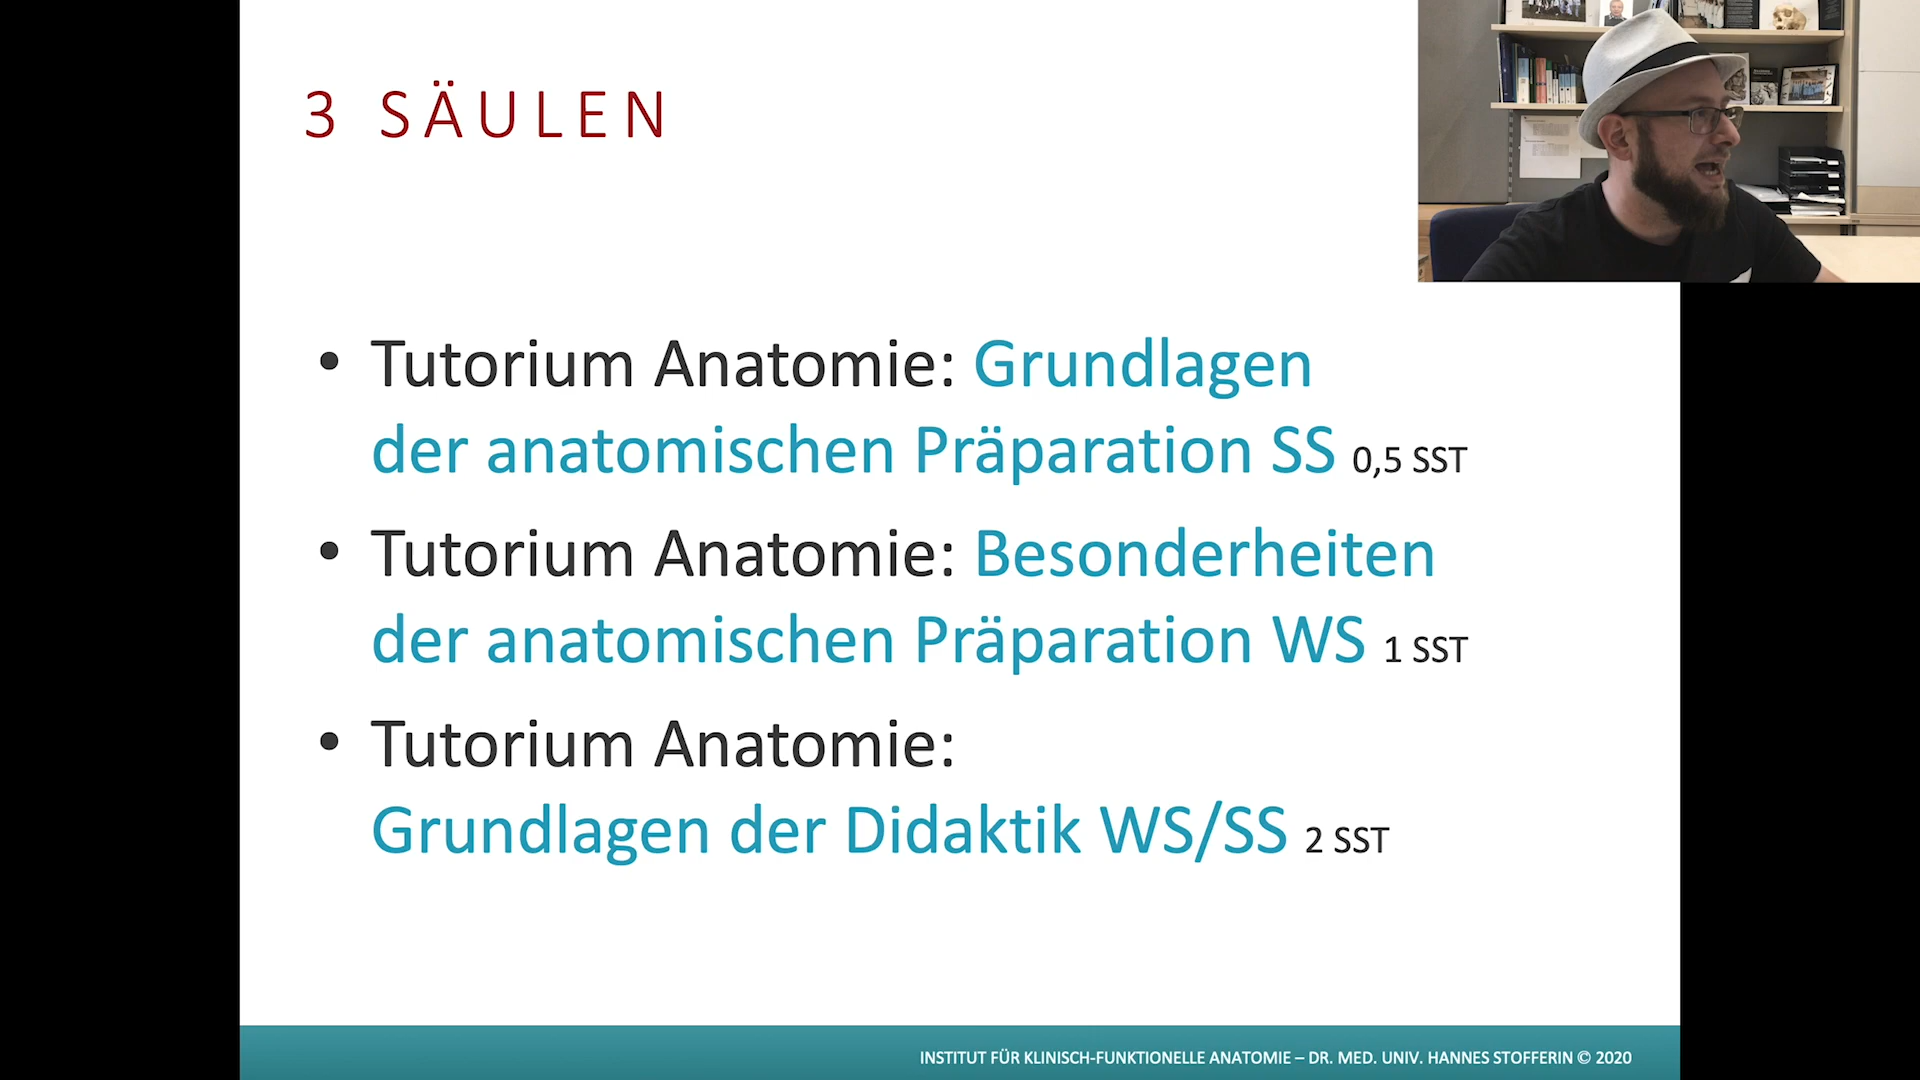 3 SÄULEN
• Tutorium Anatomie: Grundlagen
der anatomischen Präparation SS 0,5 SST
• Tutorium Anatomie: Besonderheiten
der anatomischen Präparation WS 1 SST
• Tutorium Anatomie:
Grundlagen der Didaktik WS/SS 2 SST
INSTITUT FÜR KLINISCH-FUNKTIONELLE ANATOMIE – DR. MED. UNIV. HANNES STOFFERIN © 2020